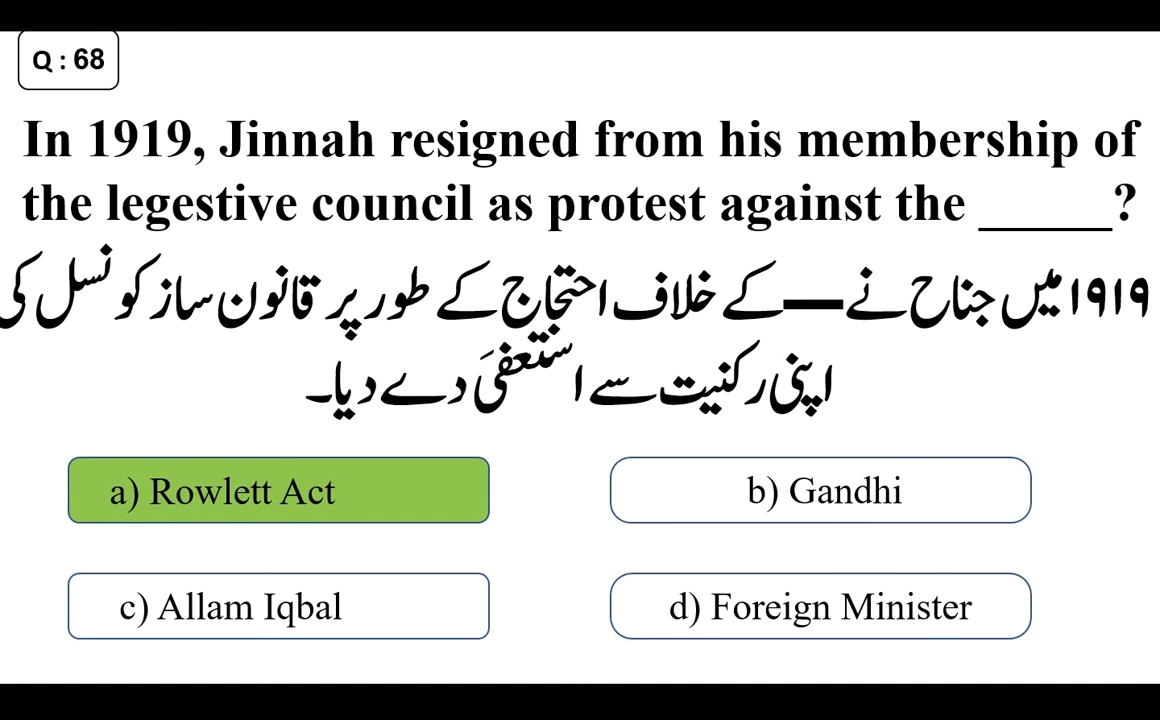 Q : 68
In 1919, Jinnah resigned from his membership of
the legestive council as protest against the _____?
۱۹۱۹ میں جناح نے — کے خلاف احتجاج کے طور پر قانون ساز کونسل کی
اپنی رکنیت سے استعفیٰ دے دیا۔
a) Rowlett Act
b) Gandhi
c) Allam Iqbal
d) Foreign Minister